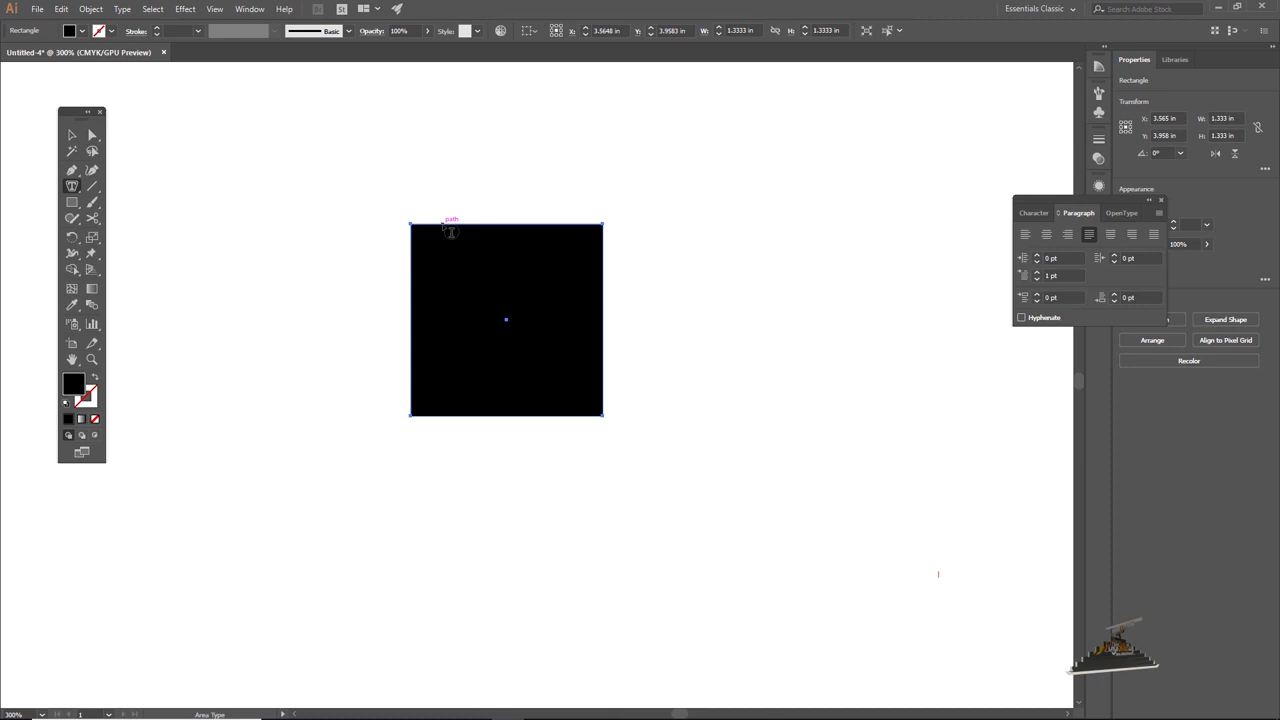 Ai File Edit Object Type Select Effect View Window Help Br St Essentials Classic Search Adobe Stock
Rectangle Stroke: Basic Opacity: 100% Style: X: 3.5648 in Y: 3.9583 in W: 1.3333 in H: 1.3333 in
Untitled-4* @ 300% (CMYK/GPU Preview) ×
Properties Libraries
Rectangle
Transform
X: 3.565 in W: 1.333 in
Y: 3.958 in H: 1.333 in
0°
Appearance
path
Character Paragraph OpenType
100%
0 pt 0 pt
1 pt
0 pt 0 pt
Hyphenate
Expand Shape
Arrange Align to Pixel Grid
Recolor
300% 1 Area Type